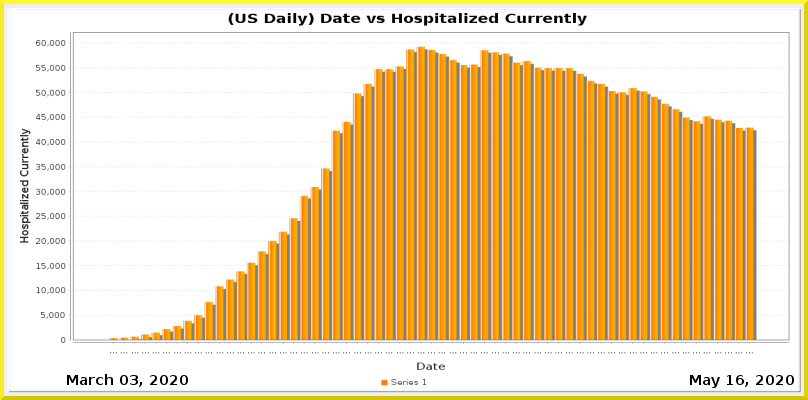 (US Daily) Date vs Hospitalized Currently
60,000
55,000
50,000
45,000
40,000
35,000
30,000
25,000
20,000
15,000
10,000
5,000
0
Hospitalized Currently
Date
March 03, 2020
May 16, 2020
Series 1